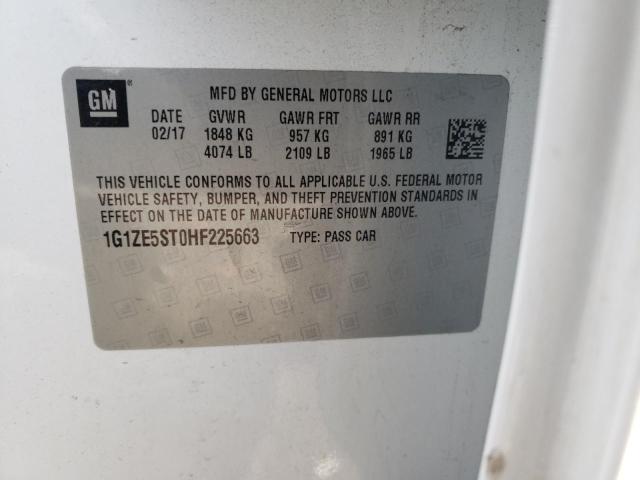 GM ®
MFD BY GENERAL MOTORS LLC
DATE GVWR GAWR FRT GAWR RR
02/17 1848 KG 957 KG 891 KG
4074 LB 2109 LB 1965 LB
THIS VEHICLE CONFORMS TO ALL APPLICABLE U.S. FEDERAL MOTOR
VEHICLE SAFETY, BUMPER, AND THEFT PREVENTION STANDARDS IN
EFFECT ON THE DATE OF MANUFACTURE SHOWN ABOVE.
1G1ZE5ST0HF225663 TYPE: PASS CAR